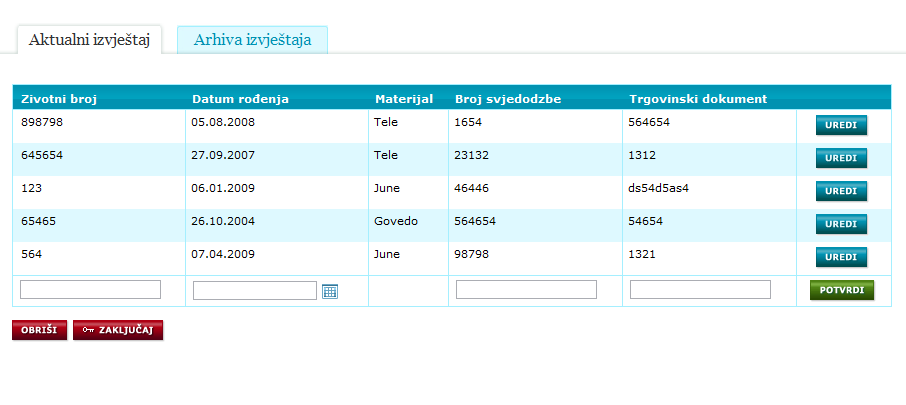 Aktualni izvještaj Arhiva izvještaja
Zivotni broj Datum rođenja Materijal Broj svjedodzbe Trgovinski dokument
898798 05.08.2008 Tele 1654 564654 UREDI
645654 27.09.2007 Tele 23132 1312 UREDI
123 06.01.2009 June 46446 ds54d5as4 UREDI
65465 26.10.2004 Govedo 564654 54654 UREDI
564 07.04.2009 June 98798 1321 UREDI
POTVRDI
OBRIŠI ZAKLJUČAJ